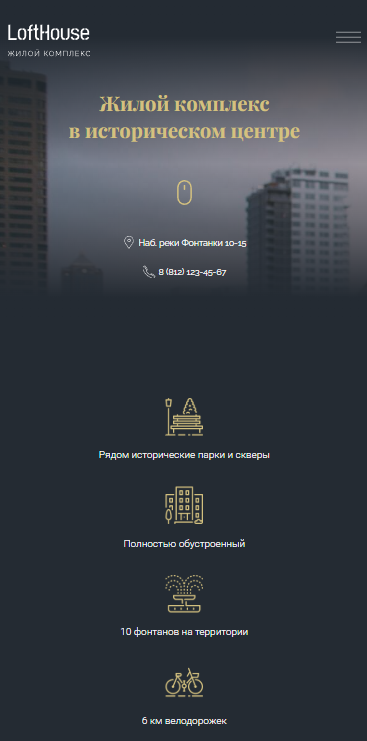 LoftHouse
ЖИЛОЙ КОМПЛЕКС
Жилой комплекс
в историческом центре
Наб. реки Фонтанки 10-15
8 (812) 123-45-67
Рядом исторические парки и скверы
Полностью обустроенный
10 фонтанов на территории
6 км велодорожек